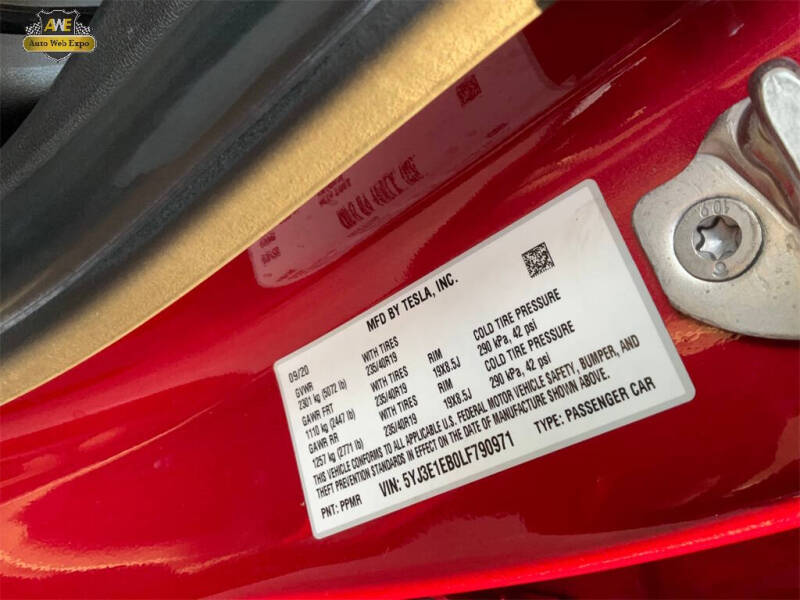 AWE
Auto Web Expo
MFD BY TESLA, INC.
09/20
GVWR WITH TIRES RIM COLD TIRE PRESSURE
2301 kg (5072 lb) 235/40R19 19X8.5J 290 kPa, 42 psi
GAWR FRT WITH TIRES RIM COLD TIRE PRESSURE
1110 kg (2447 lb) 235/40R19 19X8.5J 290 kPa, 42 psi
GAWR RR WITH TIRES
1257 kg (2771 lb) 235/40R19
THIS VEHICLE CONFORMS TO ALL APPLICABLE U.S. FEDERAL MOTOR VEHICLE SAFETY, BUMPER, AND
THEFT PREVENTION STANDARDS IN EFFECT ON THE DATE OF MANUFACTURE SHOWN ABOVE.
PNT: PPMR VIN: 5YJ3E1EB0LF790971 TYPE: PASSENGER CAR
10.9